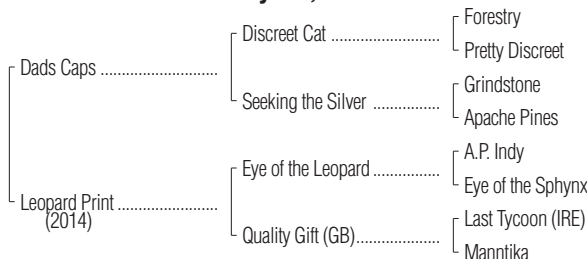 Forestry
Discreet Cat ..................
Pretty Discreet
Dads Caps ..........................
Grindstone
Seeking the Silver ................
Apache Pines
A.P. Indy
Eye of the Leopard ................
Eye of the Sphynx
Leopard Print ......................
(2014)
Last Tycoon (IRE)
Quality Gift (GB)....................
Manntika